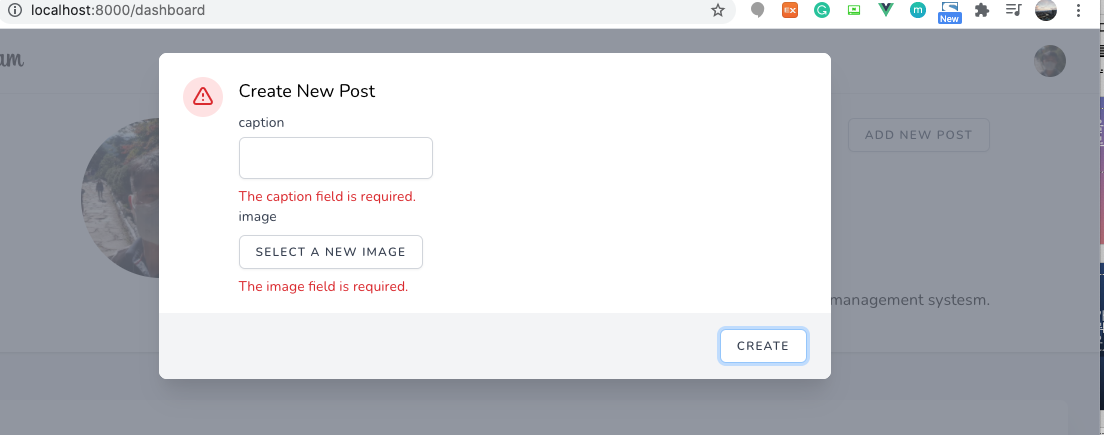 localhost:8000/dashboard
New
am
Create New Post
caption
ADD NEW POST
The caption field is required.
image
SELECT A NEW IMAGE
The image field is required.
management systesm.
CREATE